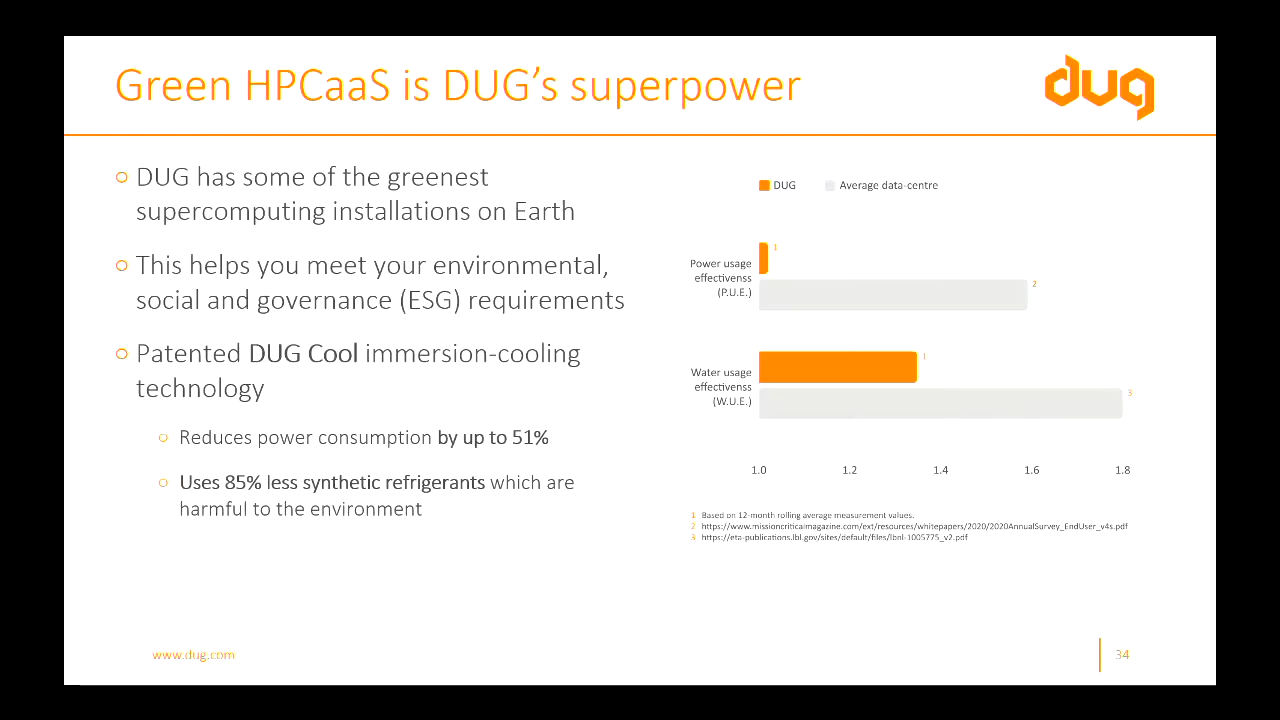 Green HPCaaS is DUG's superpower
dug
DUG has some of the greenest
supercomputing installations on Earth
This helps you meet your environmental,
social and governance (ESG) requirements
Patented DUG Cool immersion-cooling
technology
Reduces power consumption by up to 51%
Uses 85% less synthetic refrigerants which are
harmful to the environment
DUG Average data-centre
Power usage
effectivenss
(P.U.E.)
1
2
Water usage
effectivenss
(W.U.E.)
1
3
1.0 1.2 1.4 1.6 1.8
1 Based on 12-month rolling average measurement values.
2 https://www.missioncriticalmagazine.com/ext/resources/whitepapers/2020/2020AnnualSurvey_EndUser_v4s.pdf
3 https://eta-publications.lbl.gov/sites/default/files/lbnl-1005775_v2.pdf
www.dug.com
34